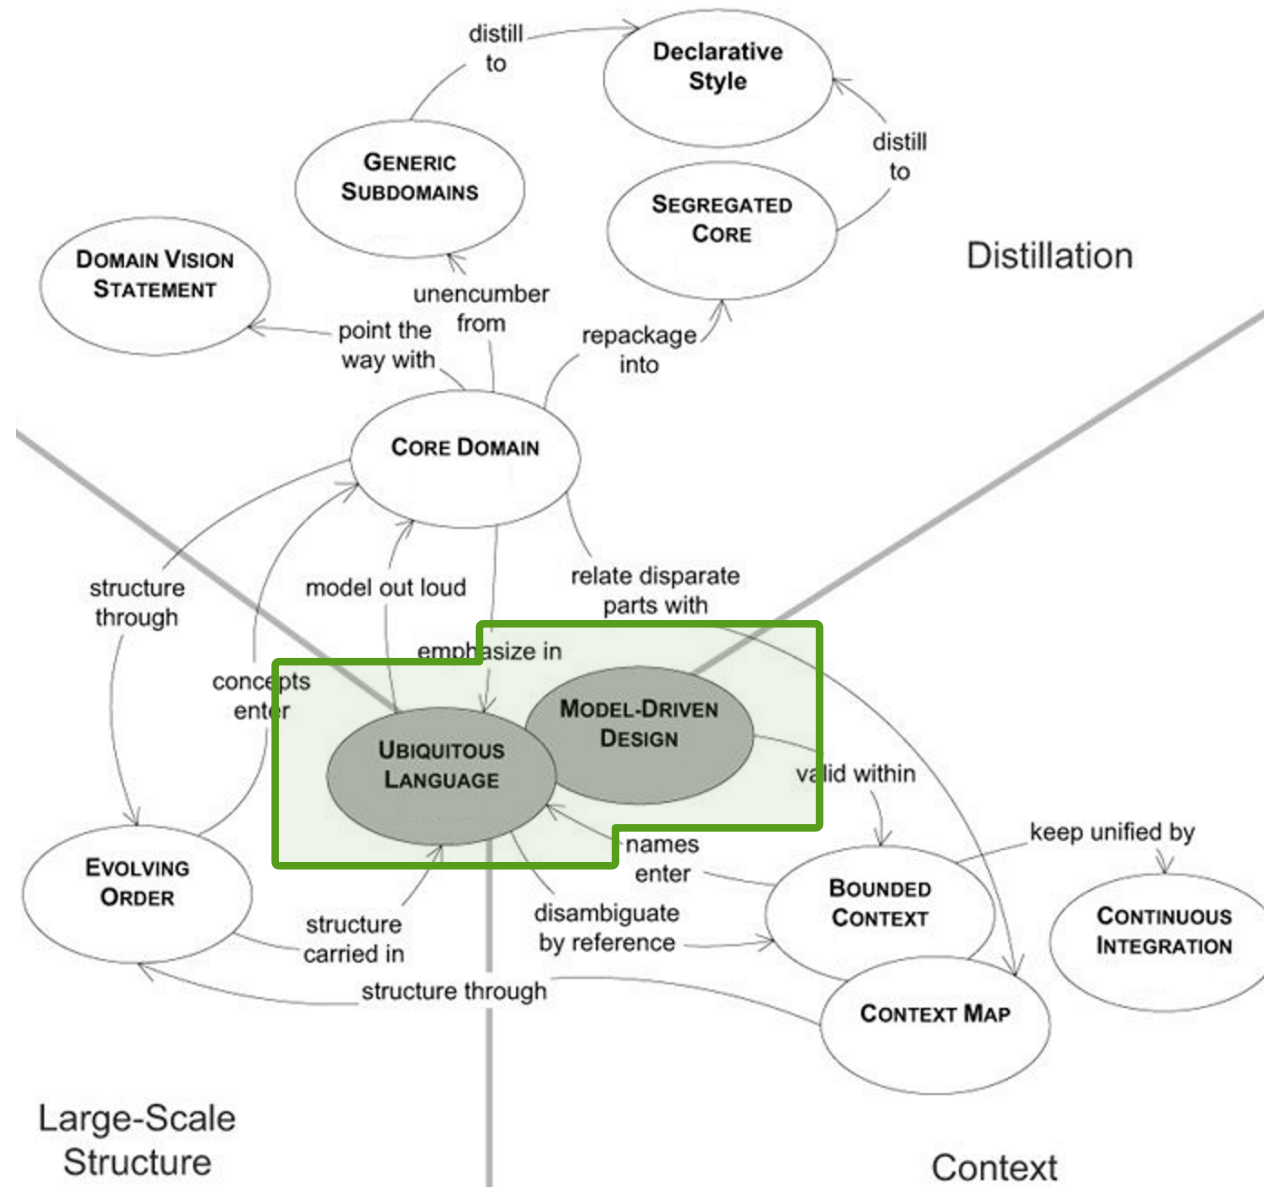 distill
to
Declarative
Style
distill
to
GENERIC
SUBDOMAINS
SEGREGATED
CORE
Distillation
DOMAIN VISION
STATEMENT
unencumber
from
point the
way with
repackage
into
CORE DOMAIN
structure
through
model out loud
relate disparate
parts with
emphasize in
concepts
enter
MODEL-DRIVEN
DESIGN
UBIQUITOUS
LANGUAGE
valid within
names
enter
keep unified by
EVOLVING
ORDER
BOUNDED
CONTEXT
CONTINUOUS
INTEGRATION
structure
carried in
disambiguate
by reference
structure through
CONTEXT MAP
Large-Scale
Structure
Context